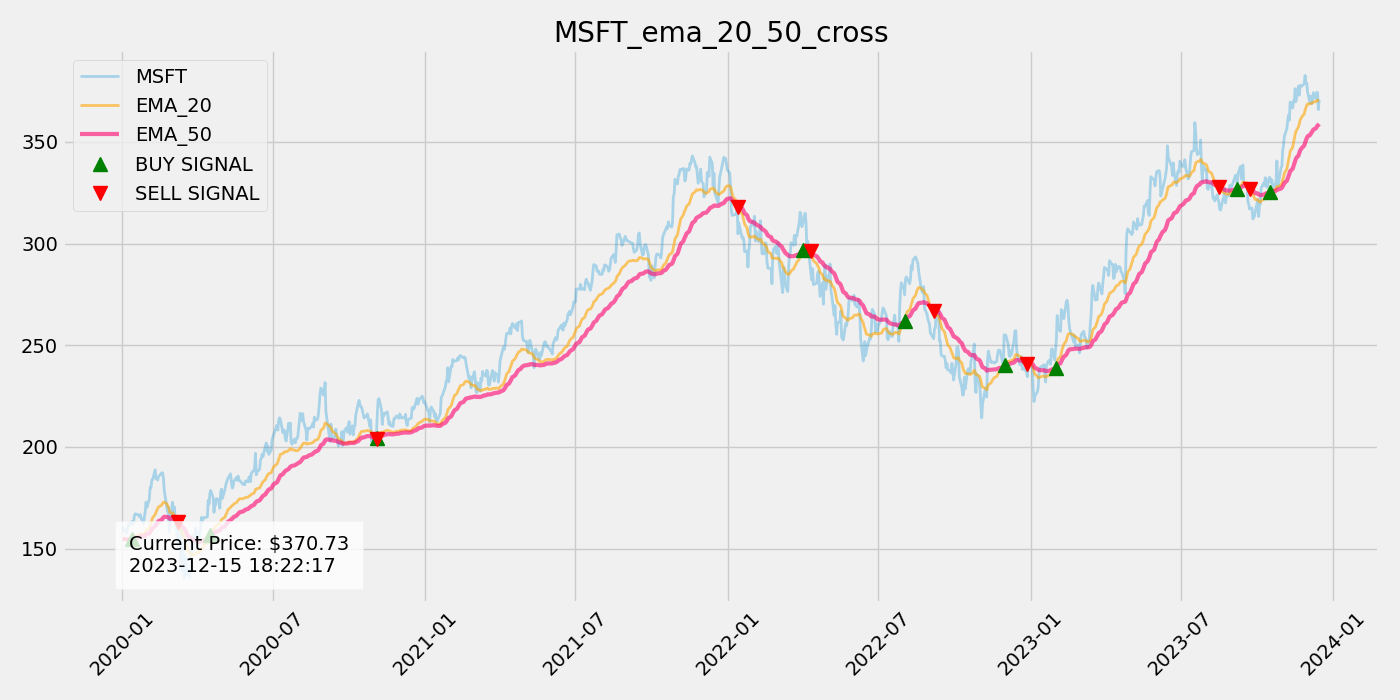 MSFT_ema_20_50_cross
MSFT
EMA_20
EMA_50
BUY SIGNAL
SELL SIGNAL
350
300
250
200
150
Current Price: $370.73
2023-12-15 18:22:17
2020-01
2020-07
2021-01
2021-07
2022-01
2022-07
2023-01
2023-07
2024-01